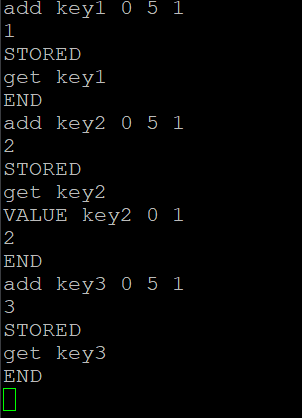 add key1 0 5 1
1
STORED
get key1
END
add key2 0 5 1
2
STORED
get key2
VALUE key2 0 1
2
END
add key3 0 5 1
3
STORED
get key3
END